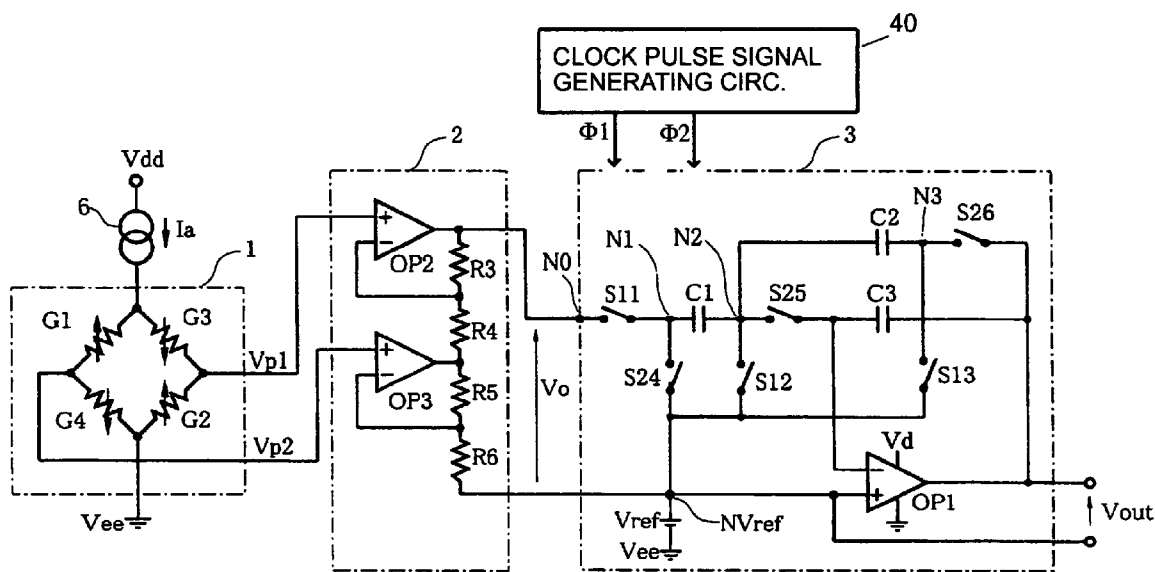 40
CLOCK PULSE SIGNAL
GENERATING CIRC.
Φ1
Φ2
2
3
Vdd
6
Ia
1
G1
G3
G4
G2
Vp1
Vp2
Vee
+
−
OP2
R3
R4
+
−
OP3
R5
R6
N0
Vo
S11
N1
C1
N2
S25
C2
N3
S26
C3
S24
S12
S13
Vd
−
+
OP1
Vref
NVref
Vee
Vout